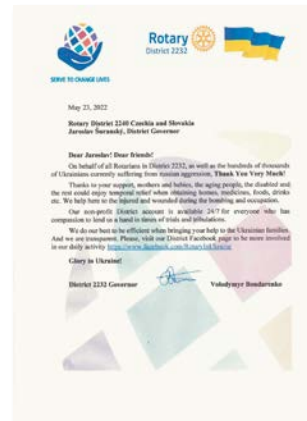 Rotary
District 2232
SERVE TO CHANGE LIVES
May 23, 2022
Rotary District 2240 Czechia and Slovakia
Jaroslav Šuranský, District Governor
Dear Jaroslav! Dear friends!
On behalf of all Rotarians in District 2232, as well as the hundreds of thousands
of Ukrainians currently suffering from russian aggression, Thank You Very Much!
Thanks to your support, mothers and babies, the aging people, the disabled and
the rest could enjoy temporal relief when obtaining homes, medicines, foods, drinks
etc. We help here to the injured and wounded during the bombing and occupation.
Our non-profit District account is available 24/7 for everyone who has
compassion to lend us a hand in times of trials and tribulations.
We do our best to be efficient when bringing your help to the Ukrainian families.
And we are transparent. Please, visit our District Facebook page to be more involved
in our daily activity https://www.facebook.com/RotaryInUkraine
Glory to Ukraine!
District 2232 Governor Volodymyr Bondarenko